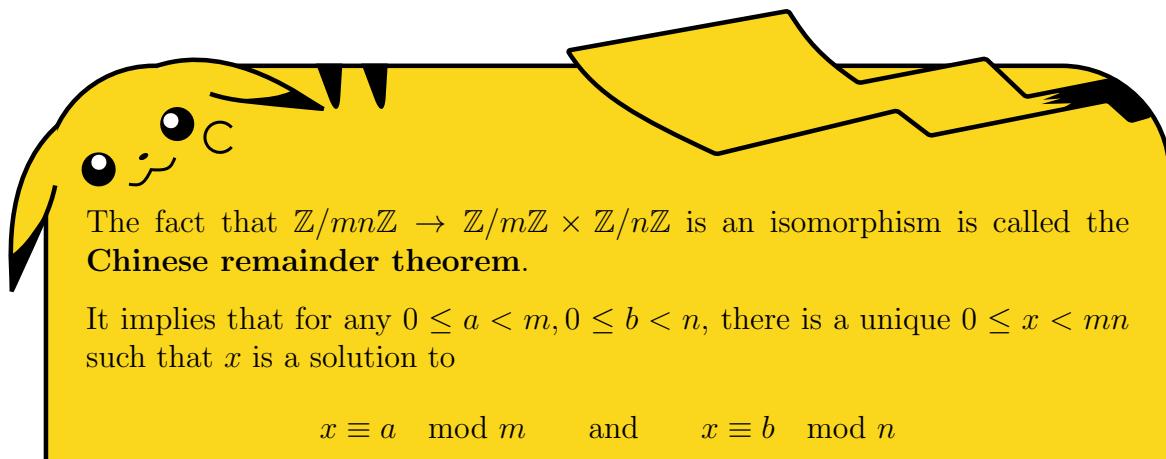 The fact that ℤ/mnℤ → ℤ/mℤ × ℤ/nℤ is an isomorphism is called the
Chinese remainder theorem.
It implies that for any 0 ≤ a < m, 0 ≤ b < n, there is a unique 0 ≤ x < mn
such that x is a solution to
x ≡ a mod m and x ≡ b mod n